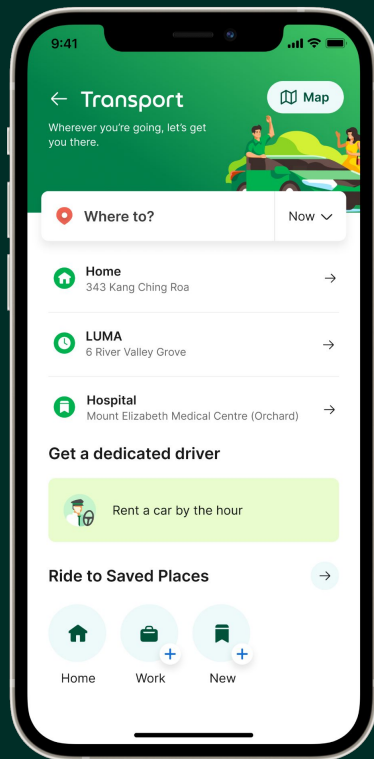 9:41
Transport
Map
Wherever you're going, let's get
you there.
Where to?
Now
Home
343 Kang Ching Roa
LUMA
6 River Valley Grove
Hospital
Mount Elizabeth Medical Centre (Orchard)
Get a dedicated driver
Rent a car by the hour
Ride to Saved Places
Home
Work
New